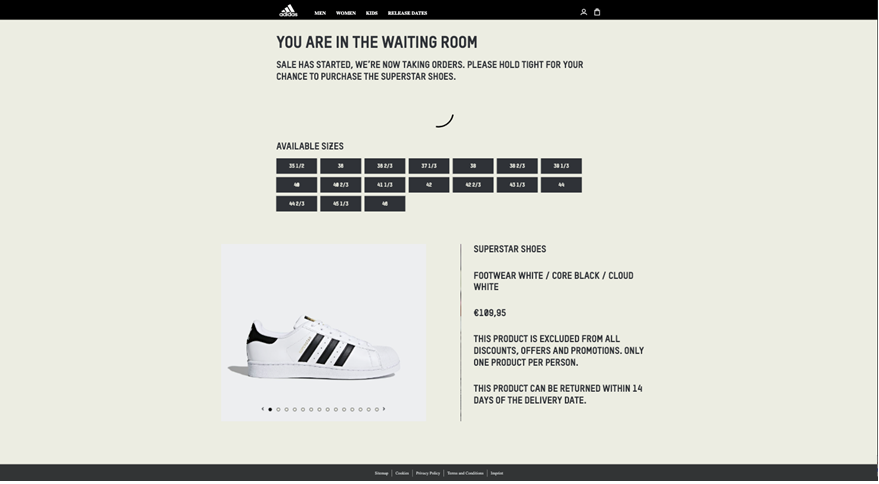 adidas
MEN WOMEN KIDS RELEASE DATES
YOU ARE IN THE WAITING ROOM
SALE HAS STARTED, WE'RE NOW TAKING ORDERS. PLEASE HOLD TIGHT FOR YOUR
CHANCE TO PURCHASE THE SUPERSTAR SHOES.
AVAILABLE SIZES
35 1/2 36 36 2/3 37 1/3 38 38 2/3 39 1/3
40 40 2/3 41 1/3 42 42 2/3 43 1/3 44
44 2/3 45 1/3 46
SUPERSTAR SHOES
FOOTWEAR WHITE / CORE BLACK / CLOUD
WHITE
€109,95
THIS PRODUCT IS EXCLUDED FROM ALL
DISCOUNTS, OFFERS AND PROMOTIONS. ONLY
ONE PRODUCT PER PERSON.
THIS PRODUCT CAN BE RETURNED WITHIN 14
DAYS OF THE DELIVERY DATE.
Sitemap | Cookies | Privacy Policy | Terms and Conditions | Imprint